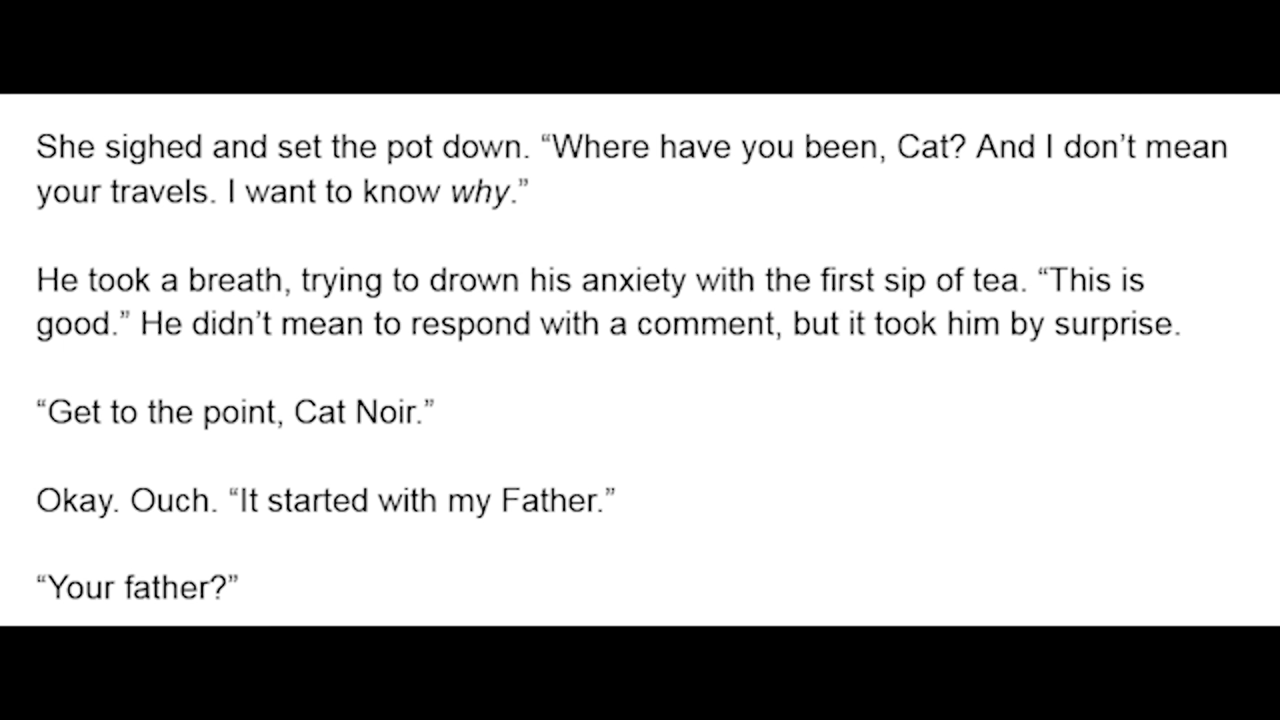 She sighed and set the pot down. “Where have you been, Cat? And I don’t mean
your travels. I want to know why.”
He took a breath, trying to drown his anxiety with the first sip of tea. “This is
good.” He didn’t mean to respond with a comment, but it took him by surprise.
“Get to the point, Cat Noir.”
Okay. Ouch. “It started with my Father.”
“Your father?”